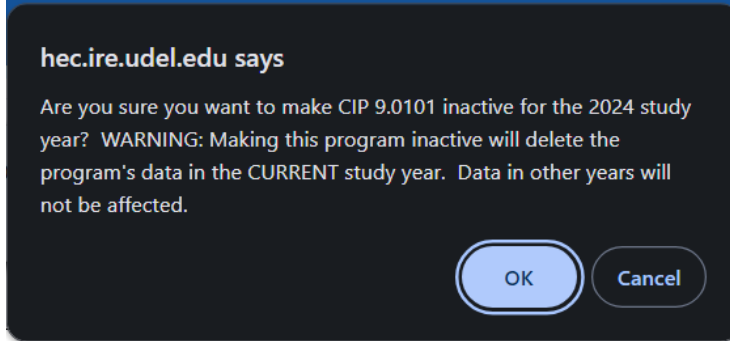 hec.ire.udel.edu says
Are you sure you want to make CIP 9.0101 inactive for the 2024 study
year?  WARNING: Making this program inactive will delete the
program's data in the CURRENT study year.  Data in other years will
not be affected.
OK
Cancel